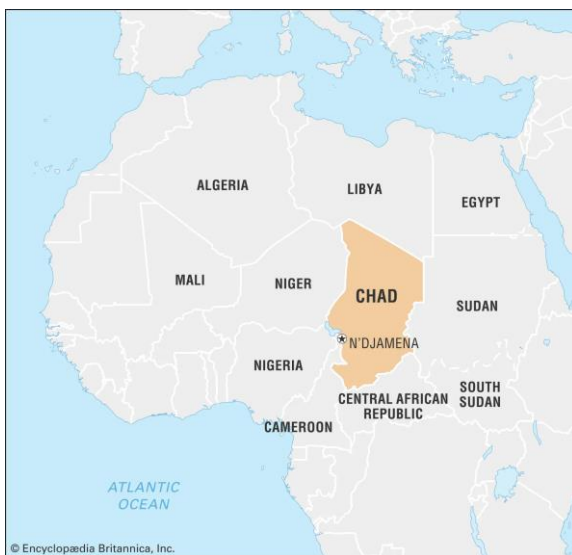 ALGERIA
LIBYA
EGYPT
MALI
NIGER
CHAD
SUDAN
N'DJAMENA
NIGERIA
CENTRAL AFRICAN
REPUBLIC
SOUTH
SUDAN
CAMEROON
ATLANTIC
OCEAN
© Encyclopædia Britannica, Inc.